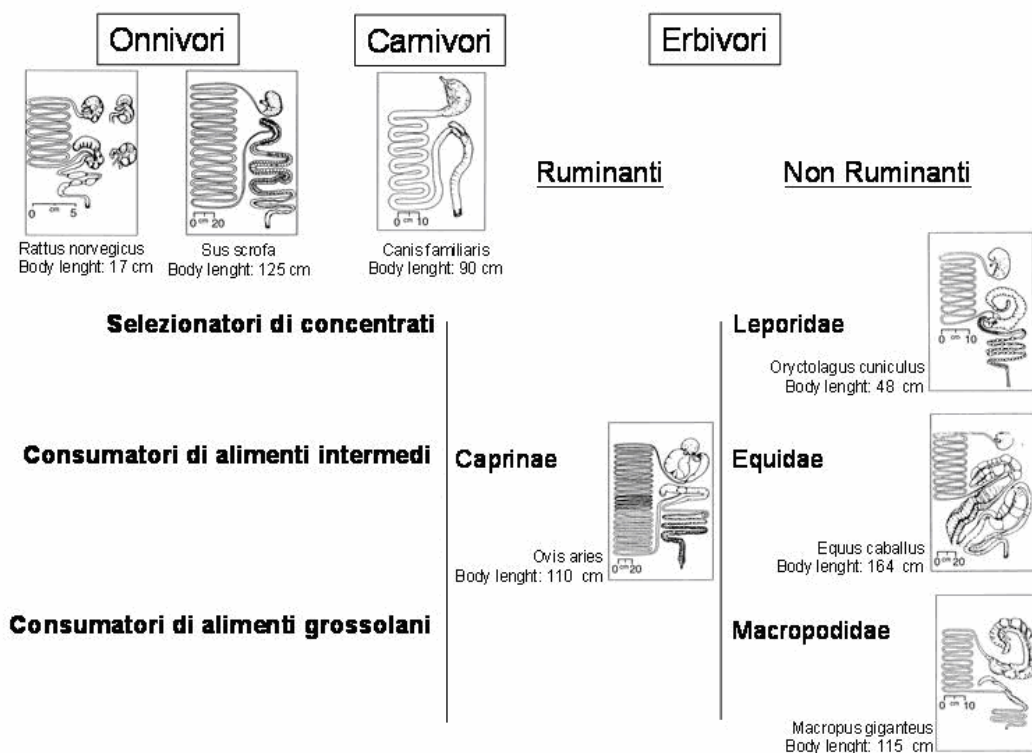 Onnivori
Carnivori
Erbivori
0 cm 5
0 cm 20
0 cm 10
Rattus norvegicus
Body lenght: 17 cm
Sus scrofa
Body lenght: 125 cm
Canis familiaris
Body lenght: 90 cm
Ruminanti
Non Ruminanti
Selezionatori di concentrati
Leporidae
0 cm 10
Oryctolagus cuniculus
Body lenght: 48 cm
Consumatori di alimenti intermedi
Caprinae
0 cm 20
Ovis aries
Body lenght: 110 cm
Equidae
0 cm 20
Equus caballus
Body lenght: 164 cm
Consumatori di alimenti grossolani
Macropodidae
0 cm 10
Macropus giganteus
Body lenght: 115 cm